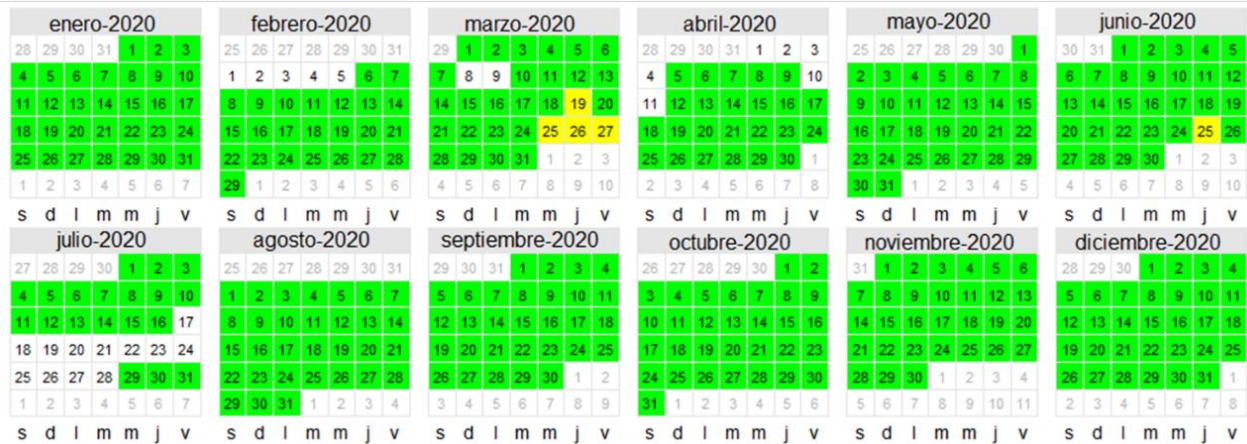 enero-2020 febrero-2020 marzo-2020 abril-2020 mayo-2020 junio-2020
28 29 30 31 1 2 3 25 26 27 28 29 30 31 29 1 2 3 4 5 6 28 29 30 31 1 2 3 25 26 27 28 29 30 1 30 31 1 2 3 4 5
4 5 6 7 8 9 10 1 2 3 4 5 6 7 7 8 9 10 11 12 13 4 5 6 7 8 9 10 2 3 4 5 6 7 8 6 7 8 9 10 11 12
11 12 13 14 15 16 17 8 9 10 11 12 13 14 14 15 16 17 18 19 20 11 12 13 14 15 16 17 9 10 11 12 13 14 15 13 14 15 16 17 18 19
18 19 20 21 22 23 24 15 16 17 18 19 20 21 21 22 23 24 25 26 27 18 19 20 21 22 23 24 16 17 18 19 20 21 22 20 21 22 23 24 25 26
25 26 27 28 29 30 31 22 23 24 25 26 27 28 28 29 30 31 1 2 3 25 26 27 28 29 30 1 23 24 25 26 27 28 29 27 28 29 30 1 2 3
1 2 3 4 5 6 7 29 1 2 3 4 5 6 4 5 6 7 8 9 10 2 3 4 5 6 7 8 30 31 1 2 3 4 5 4 5 6 7 8 9 10
s d l m m j v s d l m m j v s d l m m j v s d l m m j v s d l m m j v s d l m m j v
julio-2020 agosto-2020 septiembre-2020 octubre-2020 noviembre-2020 diciembre-2020
27 28 29 30 1 2 3 25 26 27 28 29 30 31 29 30 31 1 2 3 4 26 27 28 29 30 1 2 31 1 2 3 4 5 6 28 29 30 1 2 3 4
4 5 6 7 8 9 10 1 2 3 4 5 6 7 5 6 7 8 9 10 11 3 4 5 6 7 8 9 7 8 9 10 11 12 13 5 6 7 8 9 10 11
11 12 13 14 15 16 17 8 9 10 11 12 13 14 12 13 14 15 16 17 18 10 11 12 13 14 15 16 14 15 16 17 18 19 20 12 13 14 15 16 17 18
18 19 20 21 22 23 24 15 16 17 18 19 20 21 19 20 21 22 23 24 25 17 18 19 20 21 22 23 21 22 23 24 25 26 27 19 20 21 22 23 24 25
25 26 27 28 29 30 31 22 23 24 25 26 27 28 26 27 28 29 30 1 2 24 25 26 27 28 29 30 28 29 30 1 2 3 4 26 27 28 29 30 31 1
1 2 3 4 5 6 7 29 30 31 1 2 3 4 3 4 5 6 7 8 9 31 1 2 3 4 5 6 5 6 7 8 9 10 11 2 3 4 5 6 7 8
s d l m m j v s d l m m j v s d l m m j v s d l m m j v s d l m m j v s d l m m j v